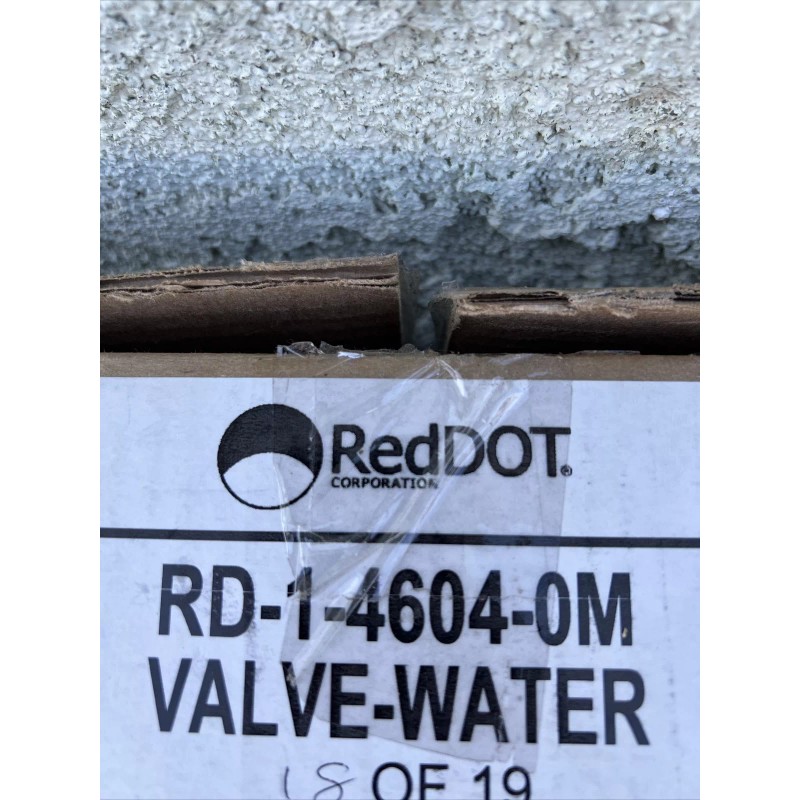 RedDOT®
CORPORATION
RD-1-4604-0M
VALVE-WATER
18 OF 19